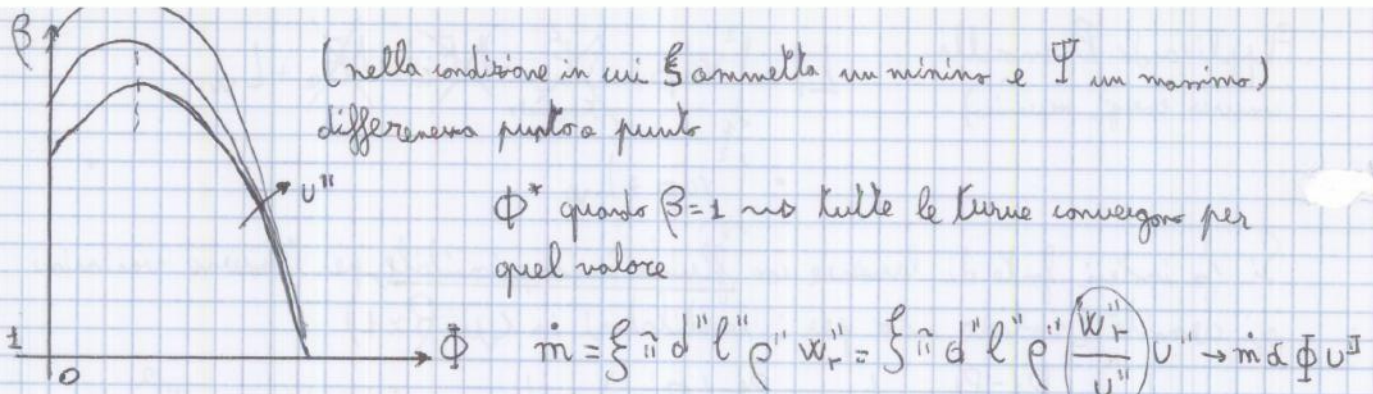 β
(nella condizione in cui ξ ammetta un minimo e Ψ un massimo)
differenza punto a punto
u"
Φ* quando β=1 → tutte le curve convergono per
quel valore
1
0
Φ
ṁ = ξ π d" l" ρ" w"r = ξ π d" l" ρ" (w"r / u") u" → ṁ α Φ u"